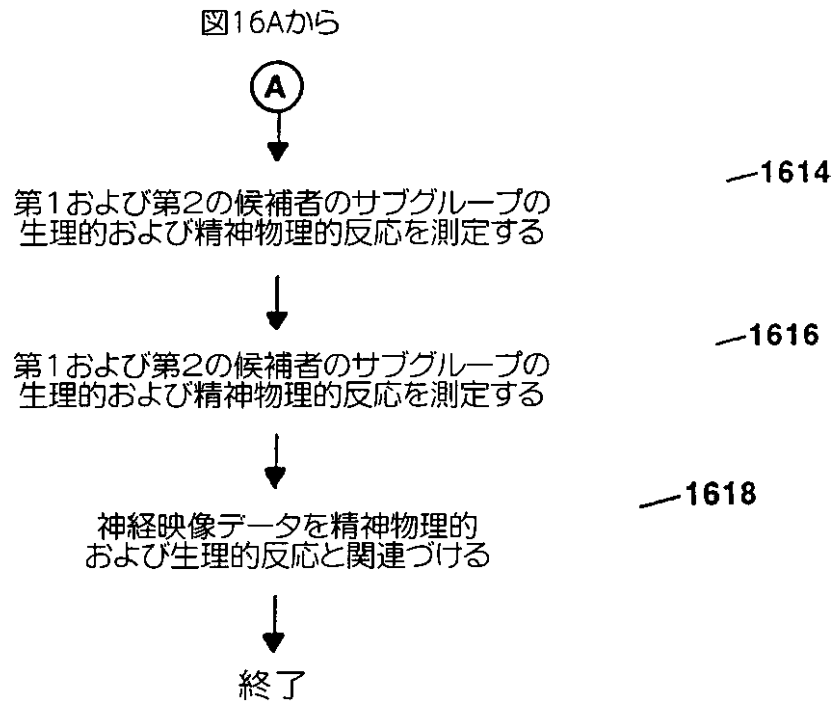 図16Aから
A
1614
第1および第2の候補者のサブグループの
生理的および精神物理的反応を測定する
1616
第1および第2の候補者のサブグループの
生理的および精神物理的反応を測定する
1618
神経映像データを精神物理的
および生理的反応と関連づける
終了